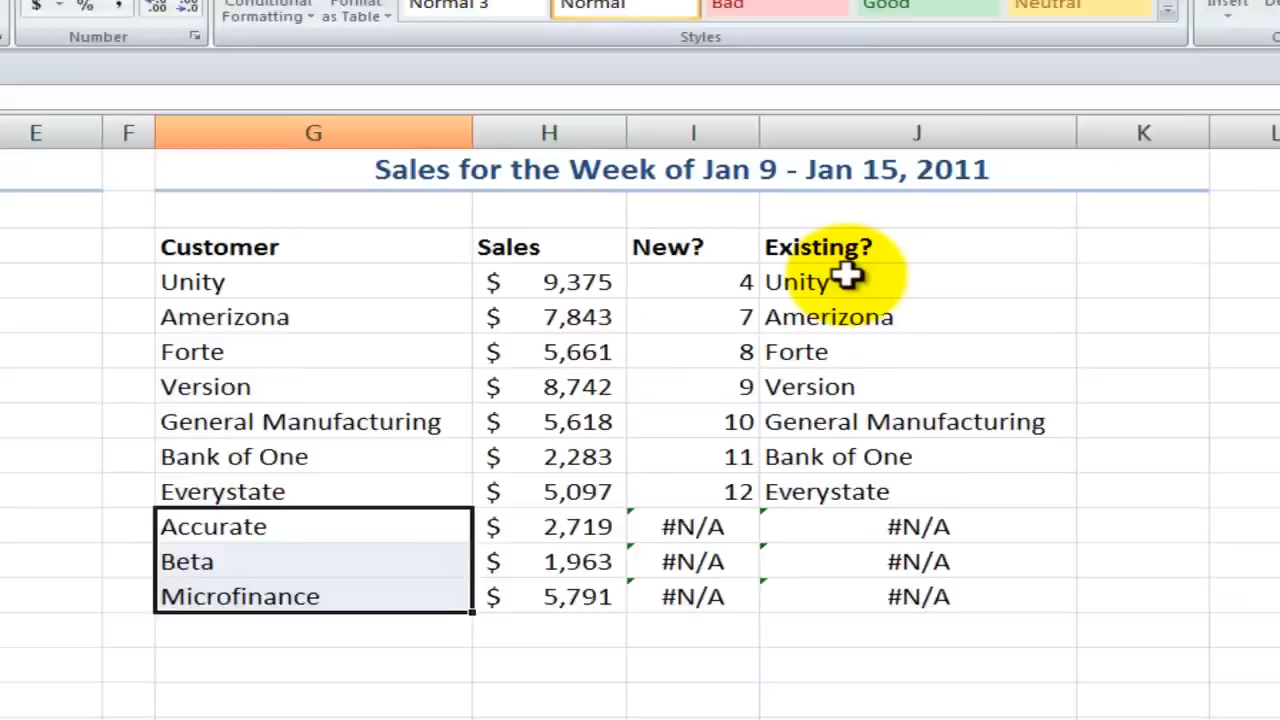 $ % , .00 .0
Conditional Format Normal 3 Normal Bad Good Neutral Insert
Formatting as Table
Number Styles
E F G H I J K L
Sales for the Week of Jan 9 - Jan 15, 2011
Customer Sales New? Existing?
Unity $ 9,375 4 Unity
Amerizona $ 7,843 7 Amerizona
Forte $ 5,661 8 Forte
Version $ 8,742 9 Version
General Manufacturing $ 5,618 10 General Manufacturing
Bank of One $ 2,283 11 Bank of One
Everystate $ 5,097 12 Everystate
Accurate $ 2,719 #N/A #N/A
Beta $ 1,963 #N/A #N/A
Microfinance $ 5,791 #N/A #N/A